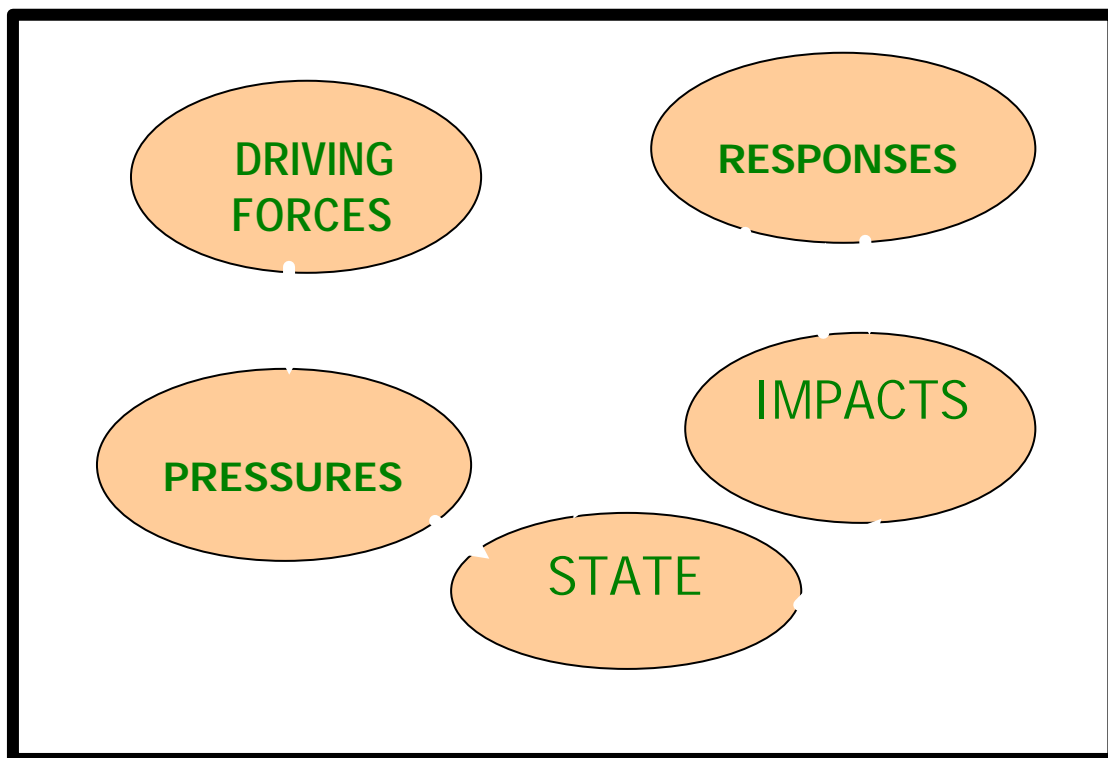 DRIVING
FORCES
RESPONSES
IMPACTS
PRESSURES
STATE